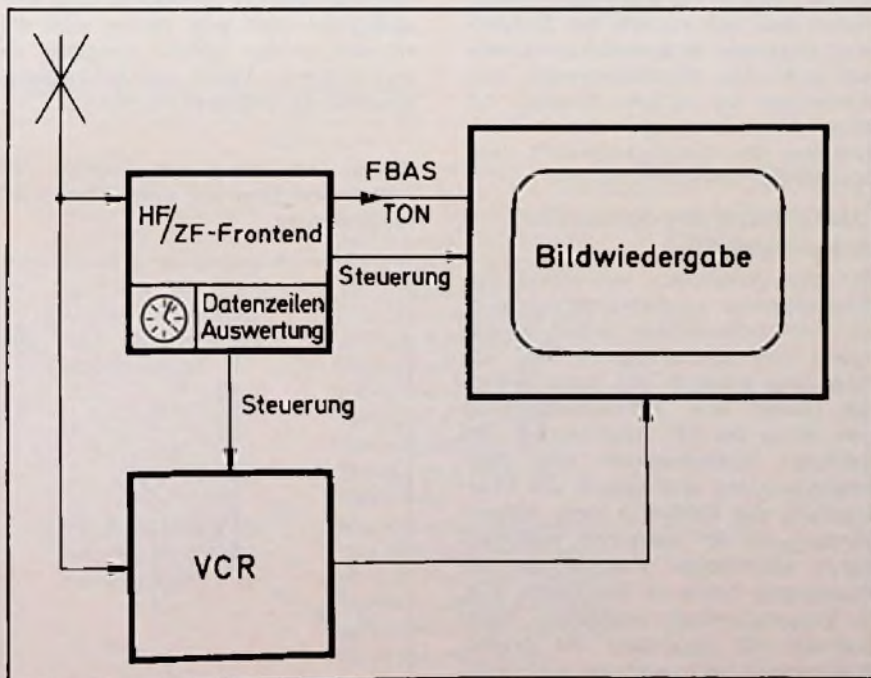 HF/ZF-Frontend
Datenzeilen
Auswertung
FBAS
TON
Steuerung
Bildwiedergabe
Steuerung
VCR